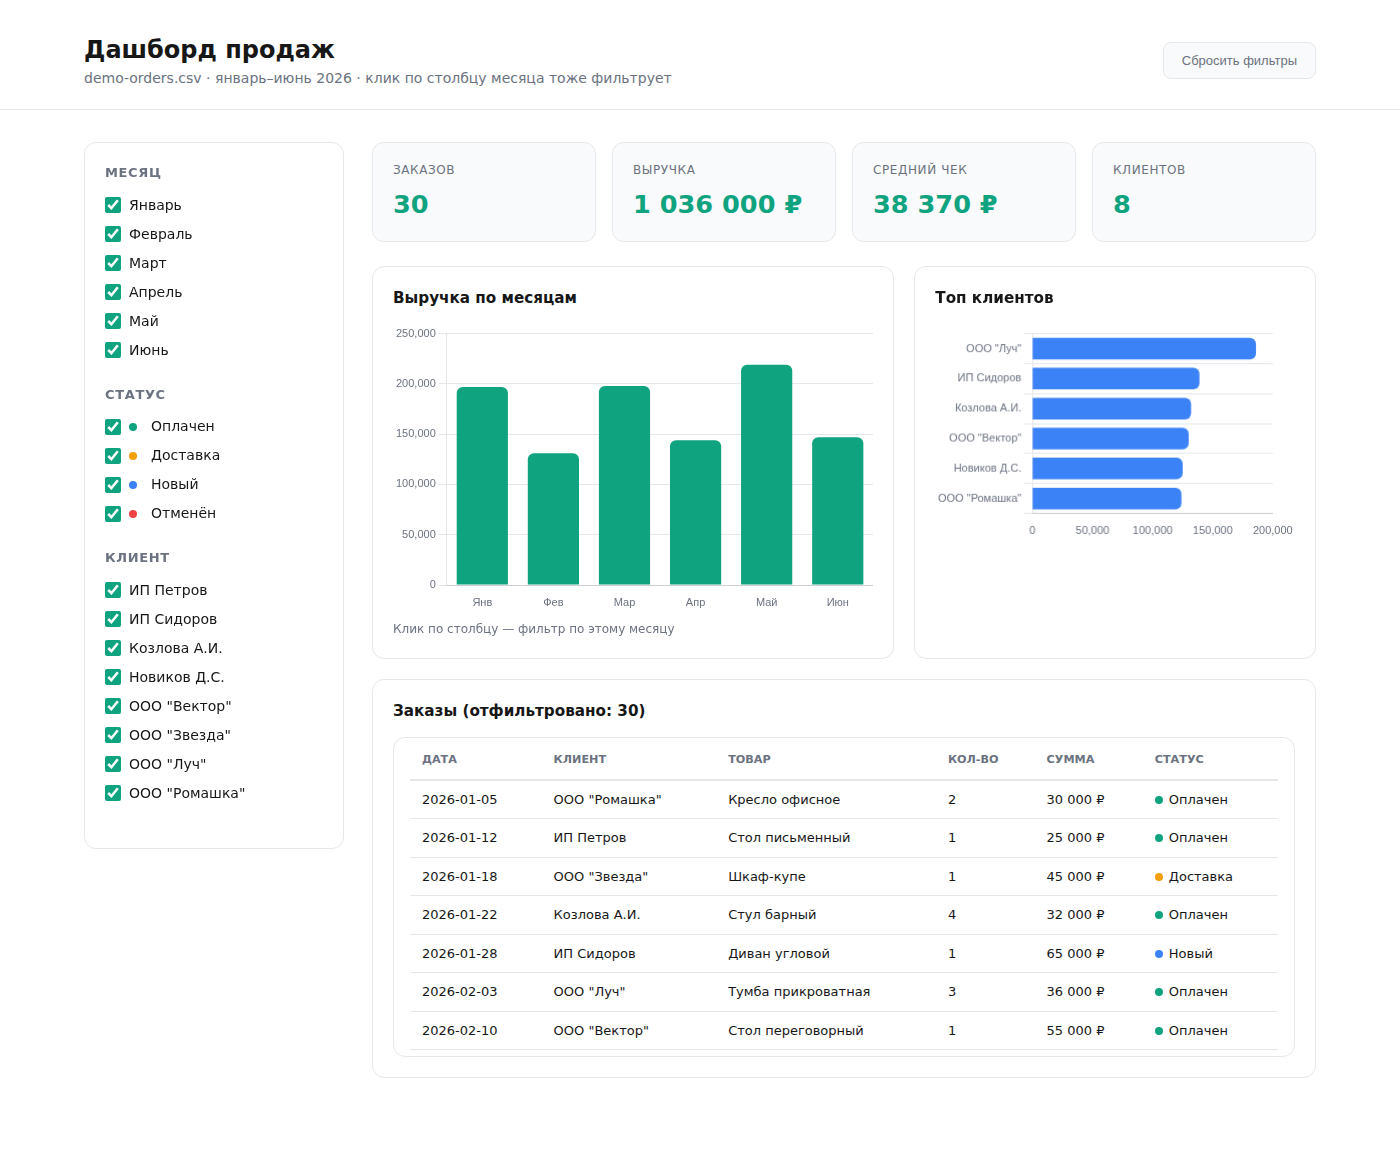 Дашборд продаж
demo-orders.csv · январь–июнь 2026 · клик по столбцу месяца тоже фильтрует
Сбросить фильтры
МЕСЯЦ
Январь
Февраль
Март
Апрель
Май
Июнь
СТАТУС
Оплачен
Доставка
Новый
Отменён
КЛИЕНТ
ИП Петров
ИП Сидоров
Козлова А.И.
Новиков Д.С.
ООО "Вектор"
ООО "Звезда"
ООО "Луч"
ООО "Ромашка"
ЗАКАЗОВ
30
ВЫРУЧКА
1 036 000 ₽
СРЕДНИЙ ЧЕК
38 370 ₽
КЛИЕНТОВ
8
Выручка по месяцам
250,000
200,000
150,000
100,000
50,000
0
Янв Фев Мар Апр Май Июн
Клик по столбцу — фильтр по этому месяцу
Топ клиентов
ООО "Луч"
ИП Сидоров
Козлова А.И.
ООО "Вектор"
Новиков Д.С.
ООО "Ромашка"
0 50,000 100,000 150,000 200,000
Заказы (отфильтровано: 30)
ДАТА КЛИЕНТ ТОВАР КОЛ-ВО СУММА СТАТУС
2026-01-05 ООО "Ромашка" Кресло офисное 2 30 000 ₽ Оплачен
2026-01-12 ИП Петров Стол письменный 1 25 000 ₽ Оплачен
2026-01-18 ООО "Звезда" Шкаф-купе 1 45 000 ₽ Доставка
2026-01-22 Козлова А.И. Стул барный 4 32 000 ₽ Оплачен
2026-01-28 ИП Сидоров Диван угловой 1 65 000 ₽ Новый
2026-02-03 ООО "Луч" Тумба прикроватная 3 36 000 ₽ Оплачен
2026-02-10 ООО "Вектор" Стол переговорный 1 55 000 ₽ Оплачен